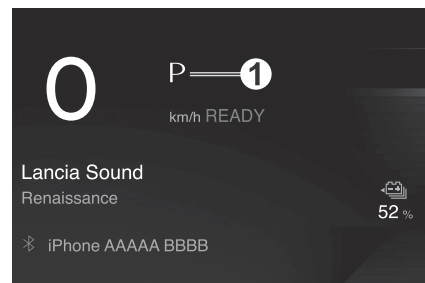 0
P 1
km/h READY
Lancia Sound
Renaissance
52 %
iPhone AAAAA BBBB